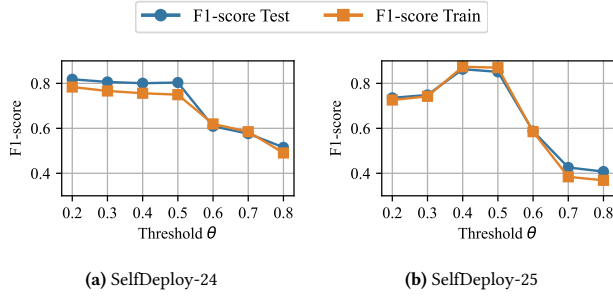 F1-score Test F1-score Train
F1-score
0.8
0.6
0.4
0.2 0.3 0.4 0.5 0.6 0.7 0.8
Threshold θ
(a) SelfDeploy-24
F1-score
0.8
0.6
0.4
0.2 0.3 0.4 0.5 0.6 0.7 0.8
Threshold θ
(b) SelfDeploy-25